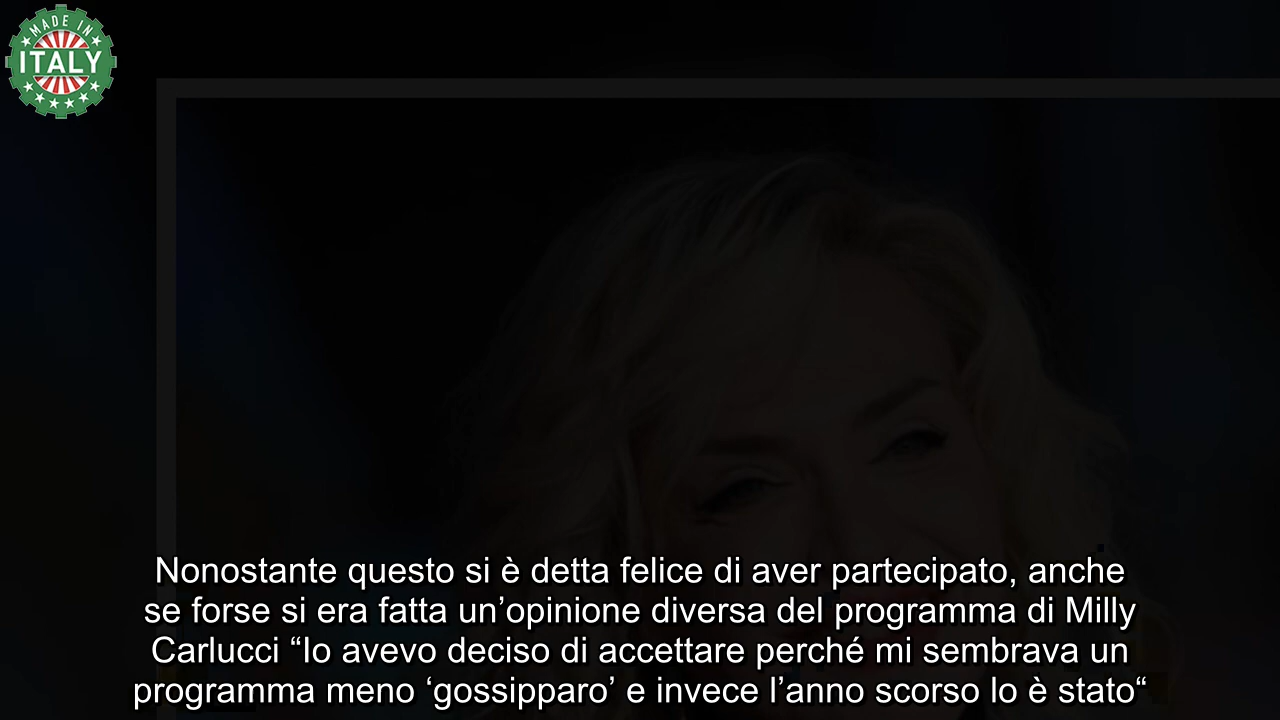 MADE IN
ITALY
Nonostante questo si è detta felice di aver partecipato, anche
se forse si era fatta un’opinione diversa del programma di Milly
Carlucci “Io avevo deciso di accettare perché mi sembrava un
programma meno ‘gossipparo’ e invece l’anno scorso lo è stato“